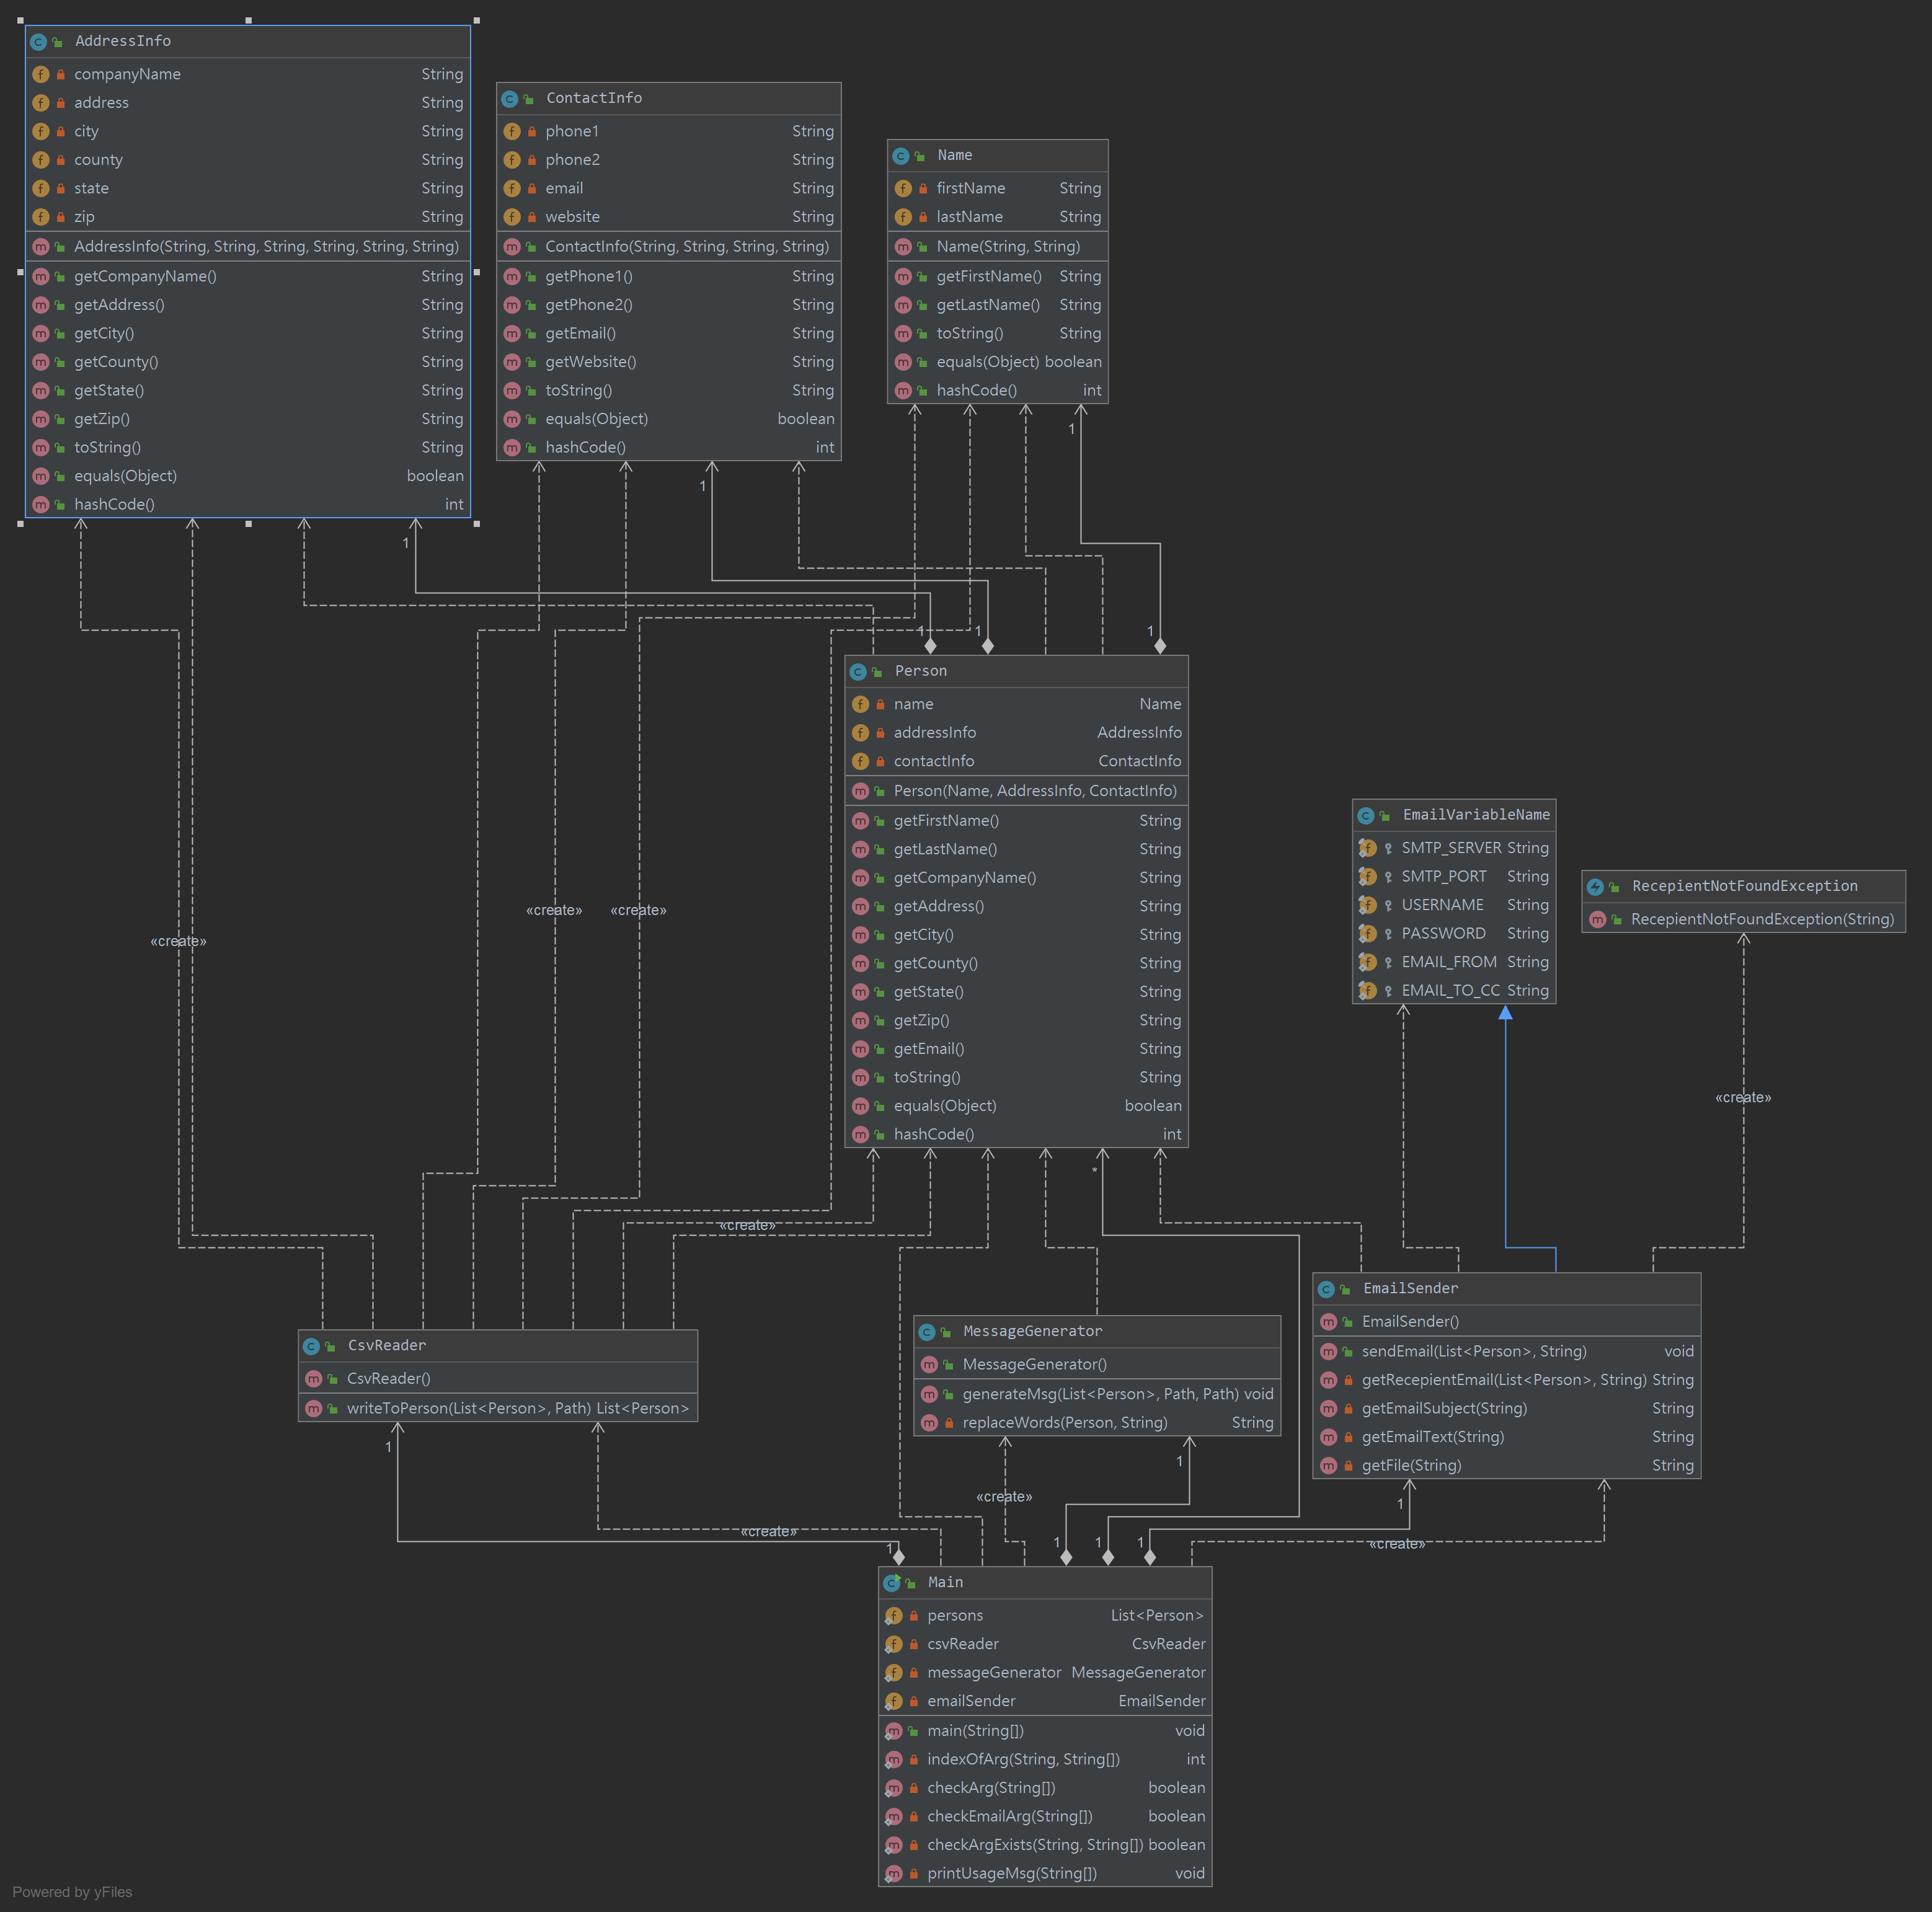 AddressInfo
companyName String
address String
city String
county String
state String
zip String
AddressInfo(String, String, String, String, String, String)
getCompanyName() String
getAddress() String
getCity() String
getCounty() String
getState() String
getZip() String
toString() String
equals(Object) boolean
hashCode() int
ContactInfo
phone1 String
phone2 String
email String
website String
ContactInfo(String, String, String, String)
getPhone1() String
getPhone2() String
getEmail() String
getWebsite() String
toString() String
equals(Object) boolean
hashCode() int
Name
firstName String
lastName String
Name(String, String)
getFirstName() String
getLastName() String
toString() String
equals(Object) boolean
hashCode() int
1
1
1
1
1
1
Person
name Name
addressInfo AddressInfo
contactInfo ContactInfo
Person(Name, AddressInfo, ContactInfo)
getFirstName() String
getLastName() String
getCompanyName() String
getAddress() String
getCity() String
getCounty() String
getState() String
getZip() String
getEmail() String
toString() String
equals(Object) boolean
hashCode() int
EmailVariableName
SMTP_SERVER String
SMTP_PORT String
USERNAME String
PASSWORD String
EMAIL_FROM String
EMAIL_TO_CC String
RecepientNotFoundException
RecepientNotFoundException(String)
«create»
«create»
«create»
«create»
*
«create»
CsvReader
CsvReader()
writeToPerson(List<Person>, Path) List<Person>
MessageGenerator
MessageGenerator()
generateMsg(List<Person>, Path, Path) void
replaceWords(Person, String) String
EmailSender
EmailSender()
sendEmail(List<Person>, String) void
getRecepientEmail(List<Person>, String) String
getEmailSubject(String) String
getEmailText(String) String
getFile(String) String
1
1
1
«create»
«create»
«create»
1
1
1
1
Main
persons List<Person>
csvReader CsvReader
messageGenerator MessageGenerator
emailSender EmailSender
main(String[]) void
indexOfArg(String, String[]) int
checkArg(String[]) boolean
checkEmailArg(String[]) boolean
checkArgExists(String, String[]) boolean
printUsageMsg(String[]) void
Powered by yFiles